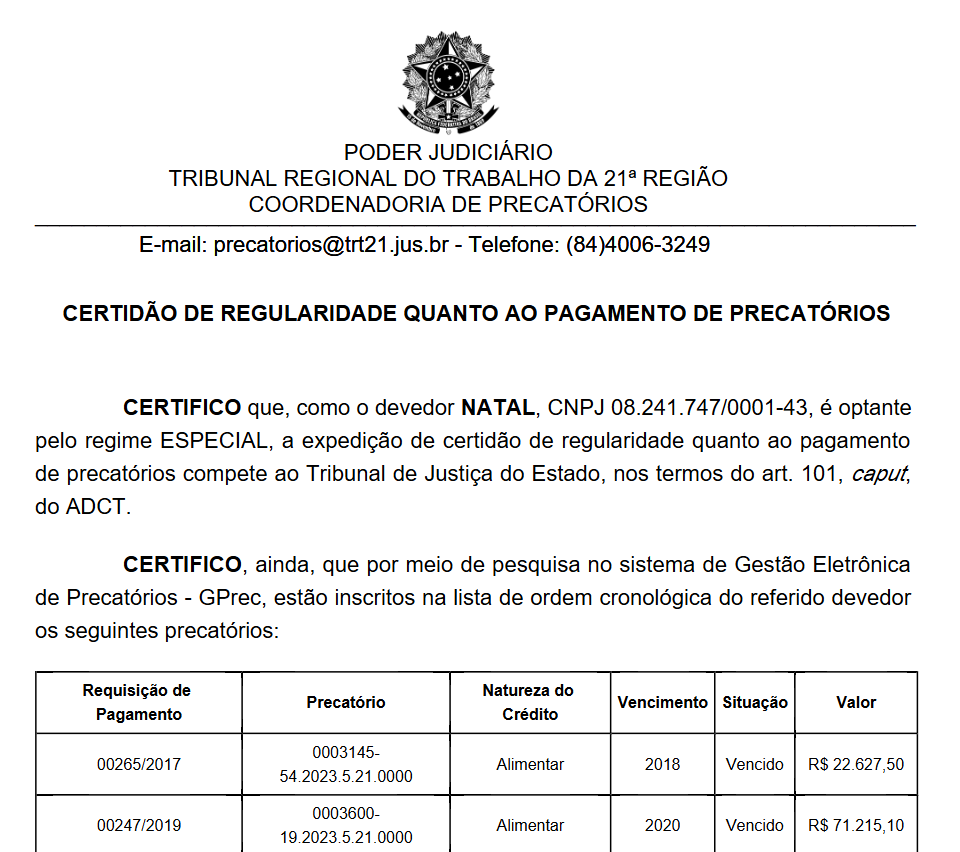 PODER JUDICIÁRIO
TRIBUNAL REGIONAL DO TRABALHO DA 21ª REGIÃO
COORDENADORIA DE PRECATÓRIOS
E-mail: precatorios@trt21.jus.br - Telefone: (84)4006-3249
CERTIDÃO DE REGULARIDADE QUANTO AO PAGAMENTO DE PRECATÓRIOS
CERTIFICO que, como o devedor NATAL, CNPJ 08.241.747/0001-43, é optante
pelo regime ESPECIAL, a expedição de certidão de regularidade quanto ao pagamento
de precatórios compete ao Tribunal de Justiça do Estado, nos termos do art. 101, caput,
do ADCT.
CERTIFICO, ainda, que por meio de pesquisa no sistema de Gestão Eletrônica
de Precatórios - GPrec, estão inscritos na lista de ordem cronológica do referido devedor
os seguintes precatórios:
Requisição de Pagamento Precatório Natureza do Crédito Vencimento Situação Valor
00265/2017 0003145-54.2023.5.21.0000 Alimentar 2018 Vencido R$ 22.627,50
00247/2019 0003600-19.2023.5.21.0000 Alimentar 2020 Vencido R$ 71.215,10